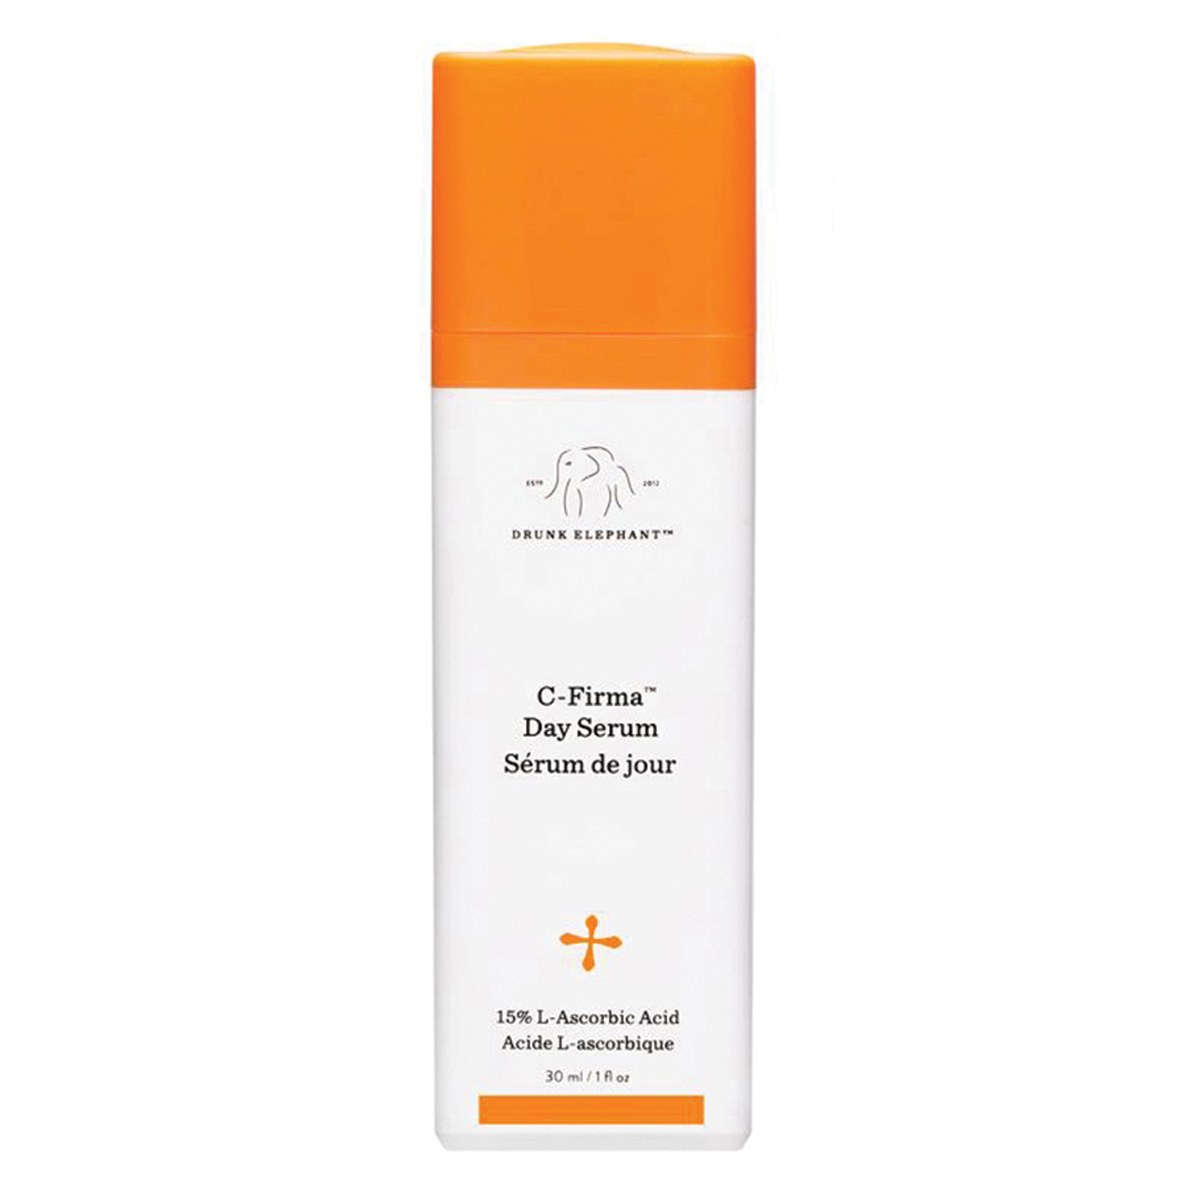 ESTD 2012
DRUNK ELEPHANT™
C-Firma™
Day Serum
Sérum de jour
15% L-Ascorbic Acid
Acide L-ascorbique
30 ml / 1 fl oz